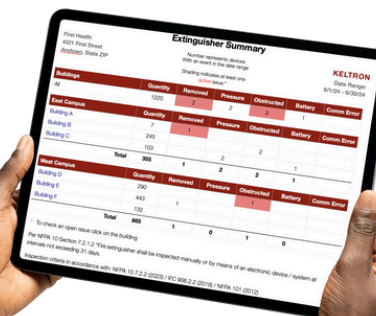 Extinguisher Summary
First Health
4321 First Street
Anytown, State ZIP
Number represents devices
With an event in the date range
Shading indicates at least one
active issue.*
KELTRON
Date Range:
6/1/24 - 6/30/24
Buildings Quantity Removed Pressure Obstructed Battery Comm Error
All 1220 2 2 3 1
East Campus Quantity Removed Pressure Obstructed Battery Comm Error
Building A 7 1
Building B 245 2 2
Building C 103 1
Total 355 1 2 2 1
West Campus Quantity Removed Pressure Obstructed Battery Comm Error
Building D 290 1
Building E 443 1
Building F 132
Total 865 1 0 1 0
* To check an open issue click on the building
Per NFPA 10 Section 7.2.1.2 "Fire extinguisher shall be inspected manually or by means of an electronic device / system at
intervals not exceeding 31 days.
Inspection criteria in accordance with: NFPA 10 7.2.2 (2023) / IFC 906.2.2 (2018) / NFPA 101 (2012)